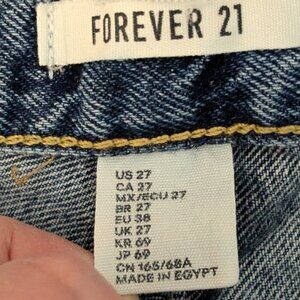 FOREVER 21
US 27
CA 27
MX/ECU 27
BR 27
EU 38
UK 27
KR 69
JP 69
CN 165/68A
MADE IN EGYPT